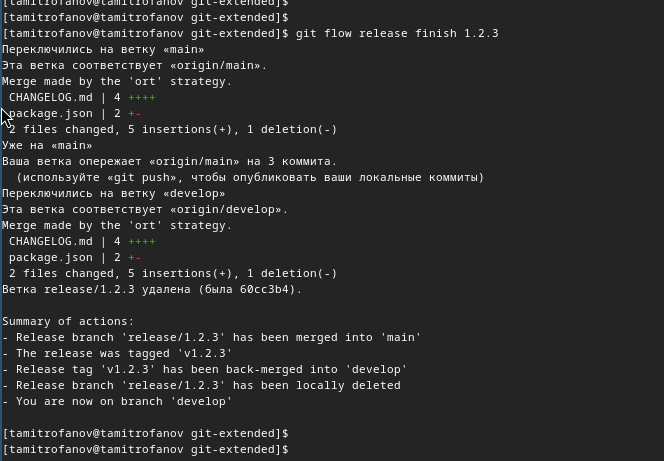 [tamitrofanov@tamitrofanov git-extended]$
[tamitrofanov@tamitrofanov git-extended]$
[tamitrofanov@tamitrofanov git-extended]$ git flow release finish 1.2.3
Переключились на ветку «main»
Эта ветка соответствует «origin/main».
Merge made by the 'ort' strategy.
CHANGELOG.md | 4 ++++
package.json | 2 +-
2 files changed, 5 insertions(+), 1 deletion(-)
Уже на «main»
Ваша ветка опережает «origin/main» на 3 коммита.
(используйте «git push», чтобы опубликовать ваши локальные коммиты)
Переключились на ветку «develop»
Эта ветка соответствует «origin/develop».
Merge made by the 'ort' strategy.
CHANGELOG.md | 4 ++++
package.json | 2 +-
2 files changed, 5 insertions(+), 1 deletion(-)
Ветка release/1.2.3 удалена (была 60cc3b4).
Summary of actions:
- Release branch 'release/1.2.3' has been merged into 'main'
- The release was tagged 'v1.2.3'
- Release tag 'v1.2.3' has been back-merged into 'develop'
- Release branch 'release/1.2.3' has been locally deleted
- You are now on branch 'develop'
[tamitrofanov@tamitrofanov git-extended]$
[tamitrofanov@tamitrofanov git-extended]$